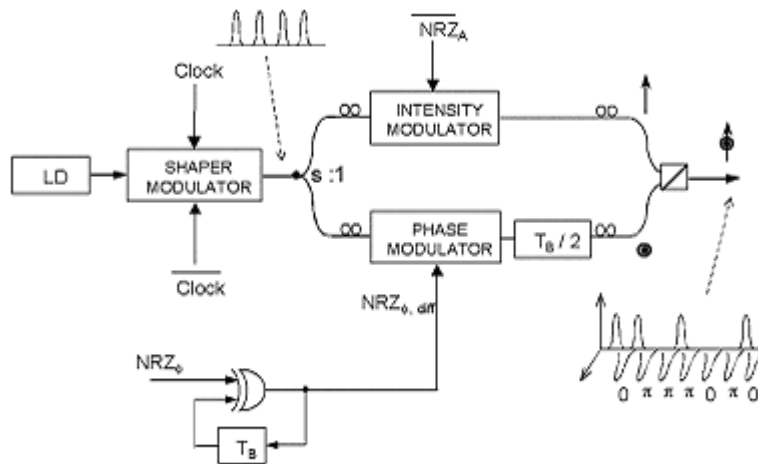 NRZ_A
Clock
INTENSITY
MODULATOR
SHAPER
MODULATOR
LD
s :1
PHASE
MODULATOR
T_B / 2
Clock
NRZ_ϕ, diff
NRZ_ϕ
T_B
0 π π π 0 π 0